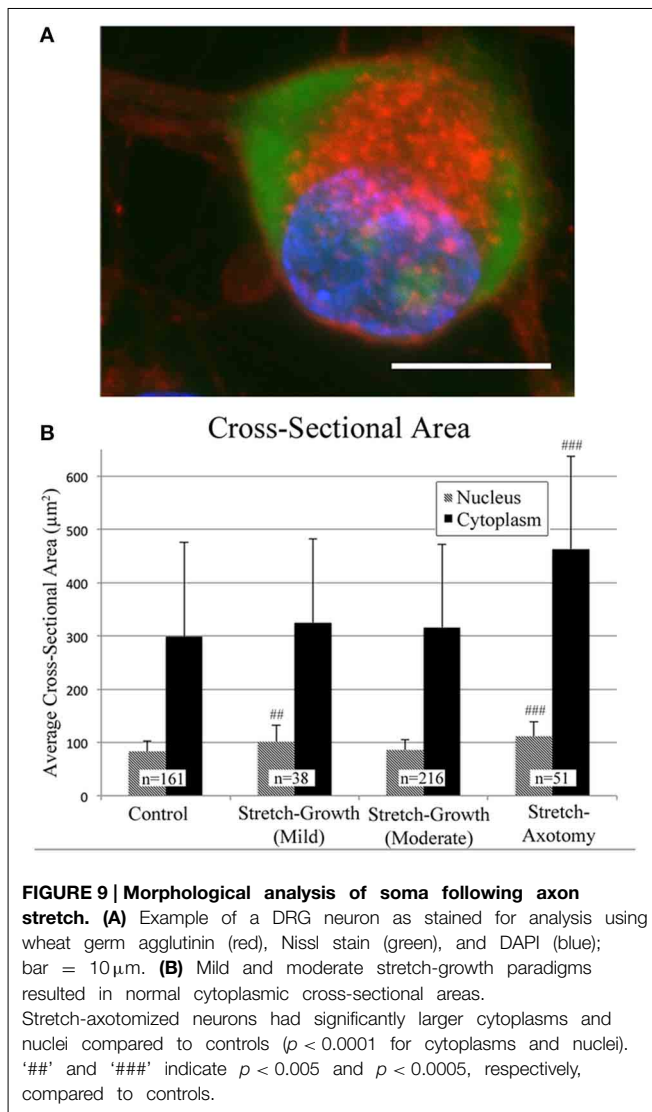 A
B
Cross-Sectional Area
Average Cross-Sectional Area (µm²)
600
500
400
300
200
100
0
Nucleus
Cytoplasm
##
###
###
n=161
n=38
n=216
n=51
Control
Stretch-Growth
(Mild)
Stretch-Growth
(Moderate)
Stretch-
Axotomy
FIGURE 9 | Morphological analysis of soma following axon
stretch. (A) Example of a DRG neuron as stained for analysis using
wheat germ agglutinin (red), Nissl stain (green), and DAPI (blue);
bar = 10 µm. (B) Mild and moderate stretch-growth paradigms
resulted in normal cytoplasmic cross-sectional areas.
Stretch-axotomized neurons had significantly larger cytoplasms and
nuclei compared to controls (p < 0.0001 for cytoplasms and nuclei).
‘##’ and ‘###’ indicate p < 0.005 and p < 0.0005, respectively,
compared to controls.